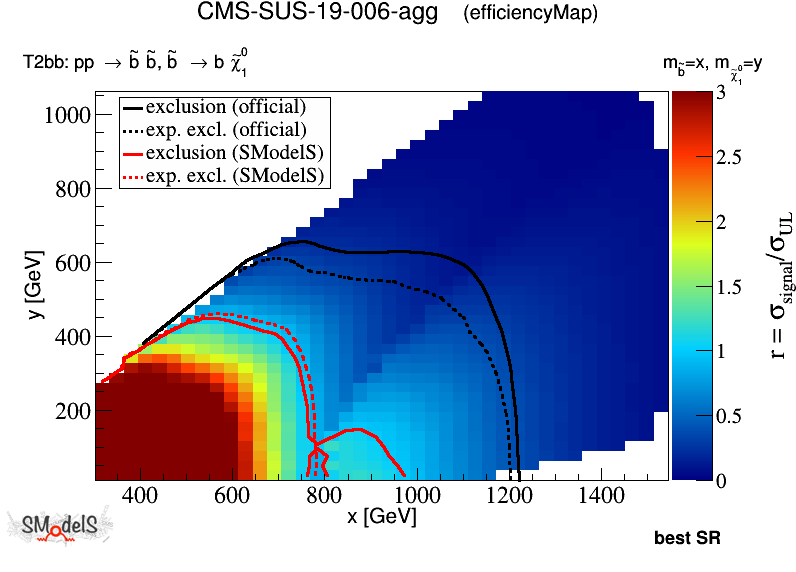 CMS-SUS-19-006-agg (efficiencyMap)
T2bb: pp → b̃ b̃, b̃ → b χ̃₁⁰
m_b̃=x, m_χ̃₁⁰=y
exclusion (official)
exp. excl. (official)
exclusion (SModelS)
exp. excl. (SModelS)
1000
800
600
400
200
y [GeV]
400 600 800 1000 1200 1400
x [GeV]
3
2.5
2
1.5
1
0.5
0
r = σ_signal/σ_UL
SModelS
best SR